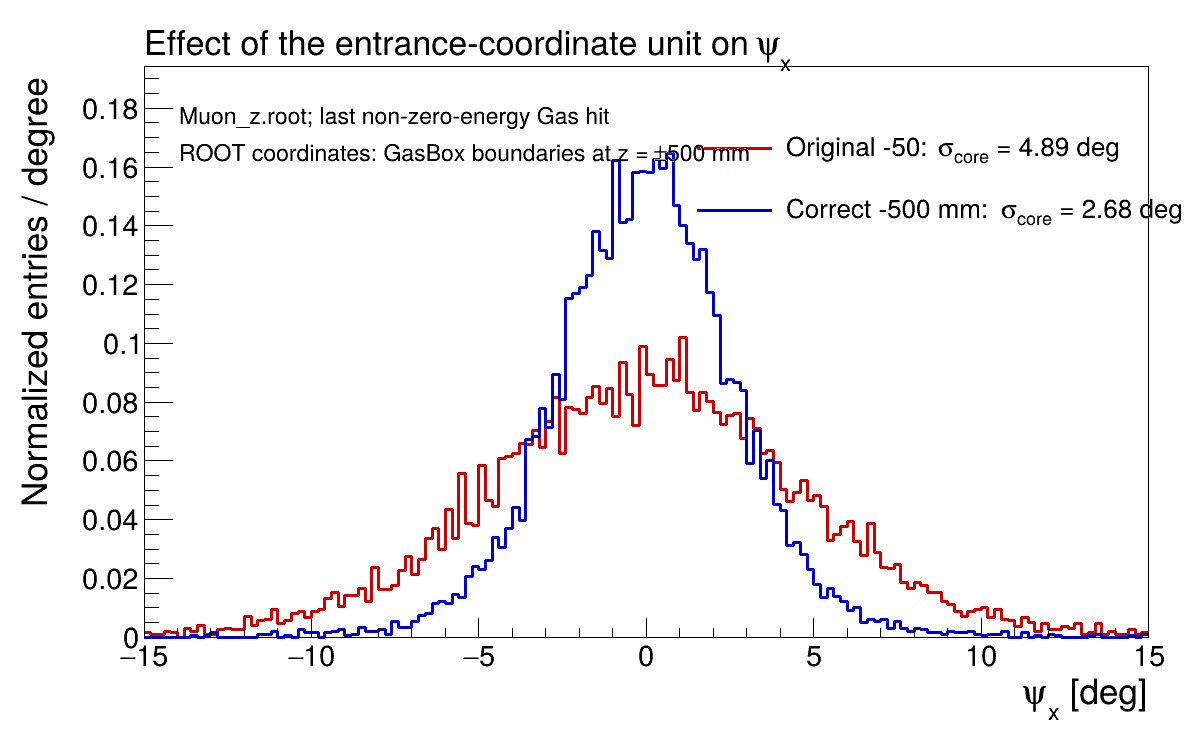 Effect of the entrance-coordinate unit on ψx
Normalized entries / degree
0.18
0.16
0.14
0.12
0.1
0.08
0.06
0.04
0.02
0
Muon_z.root; last non-zero-energy Gas hit
ROOT coordinates: GasBox boundaries at z = ±500 mm
Original -50: σcore = 4.89 deg
Correct -500 mm: σcore = 2.68 deg
−15 −10 −5 0 5 10 15
ψx [deg]